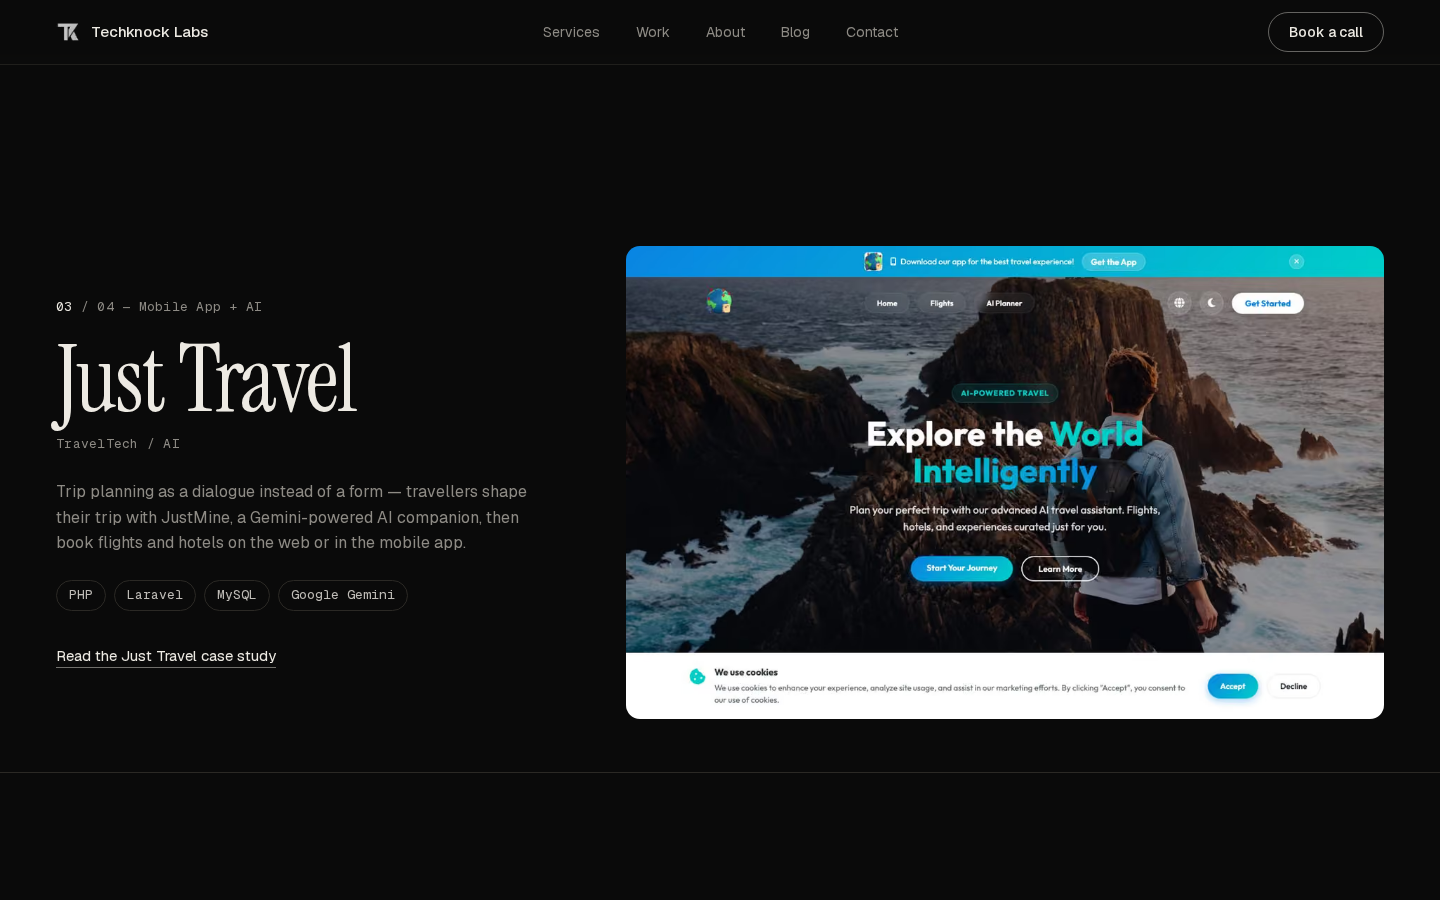 Techknock Labs
Services
Work
About
Blog
Contact
Book a call
03 / 04 — Mobile App + AI
Just Travel
TravelTech / AI
Trip planning as a dialogue instead of a form — travellers shape
their trip with JustMine, a Gemini-powered AI companion, then
book flights and hotels on the web or in the mobile app.
PHP
Laravel
MySQL
Google Gemini
Read the Just Travel case study
Download our app for the best travel experience!
Get the App
Home
Flights
AI Planner
Get Started
AI-POWERED TRAVEL
Explore the World
Intelligently
Plan your perfect trip with our advanced AI travel assistant. Flights,
hotels, and experiences curated just for you.
Start Your Journey
Learn More
We use cookies
We use cookies to enhance your experience, analyze site usage, and assist in our marketing efforts. By clicking "Accept", you consent to
our use of cookies.
Accept
Decline